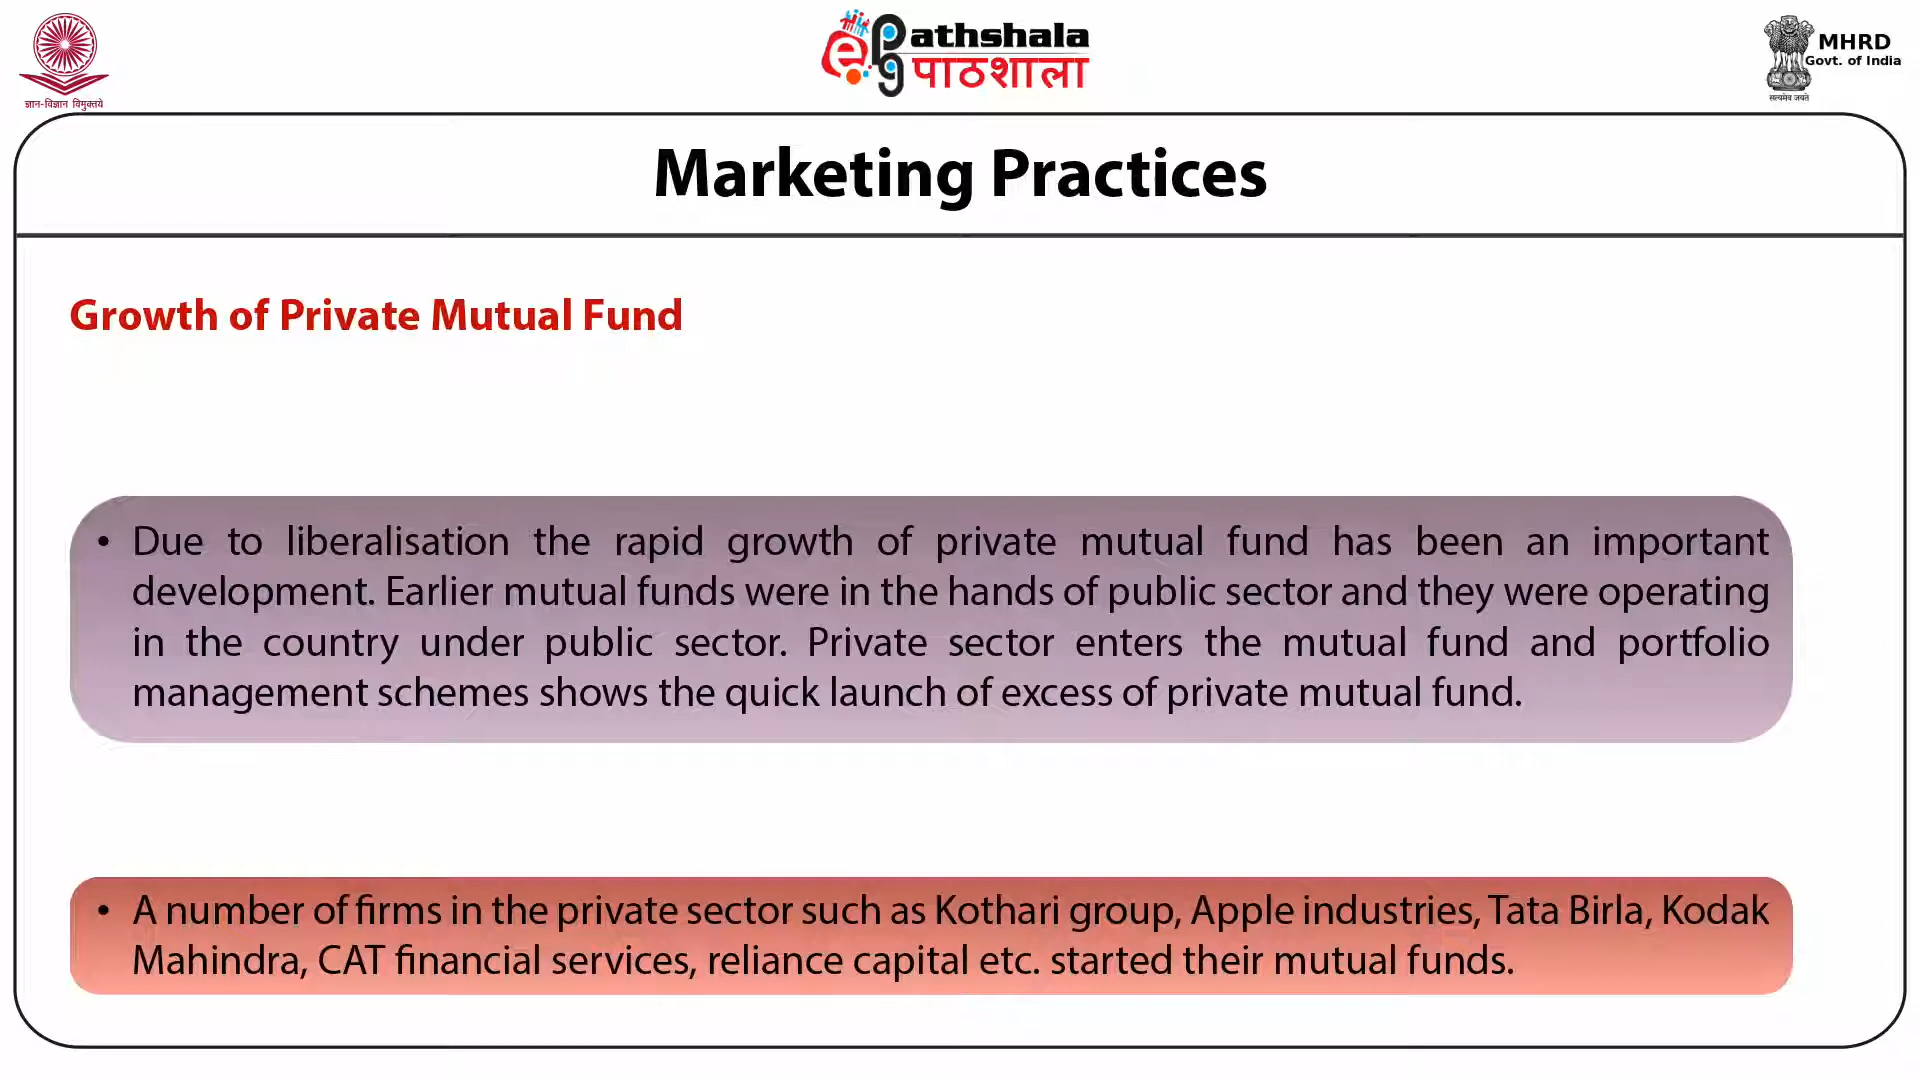 ज्ञान-विज्ञान विमुक्तये
ePathshala
पाठशाला
MHRD
Govt. of India
सत्यमेव जयते
Marketing Practices
Growth of Private Mutual Fund
• Due to liberalisation the rapid growth of private mutual fund has been an important
development. Earlier mutual funds were in the hands of public sector and they were operating
in the country under public sector. Private sector enters the mutual fund and portfolio
management schemes shows the quick launch of excess of private mutual fund.
• A number of firms in the private sector such as Kothari group, Apple industries, Tata Birla, Kodak
Mahindra, CAT financial services, reliance capital etc. started their mutual funds.